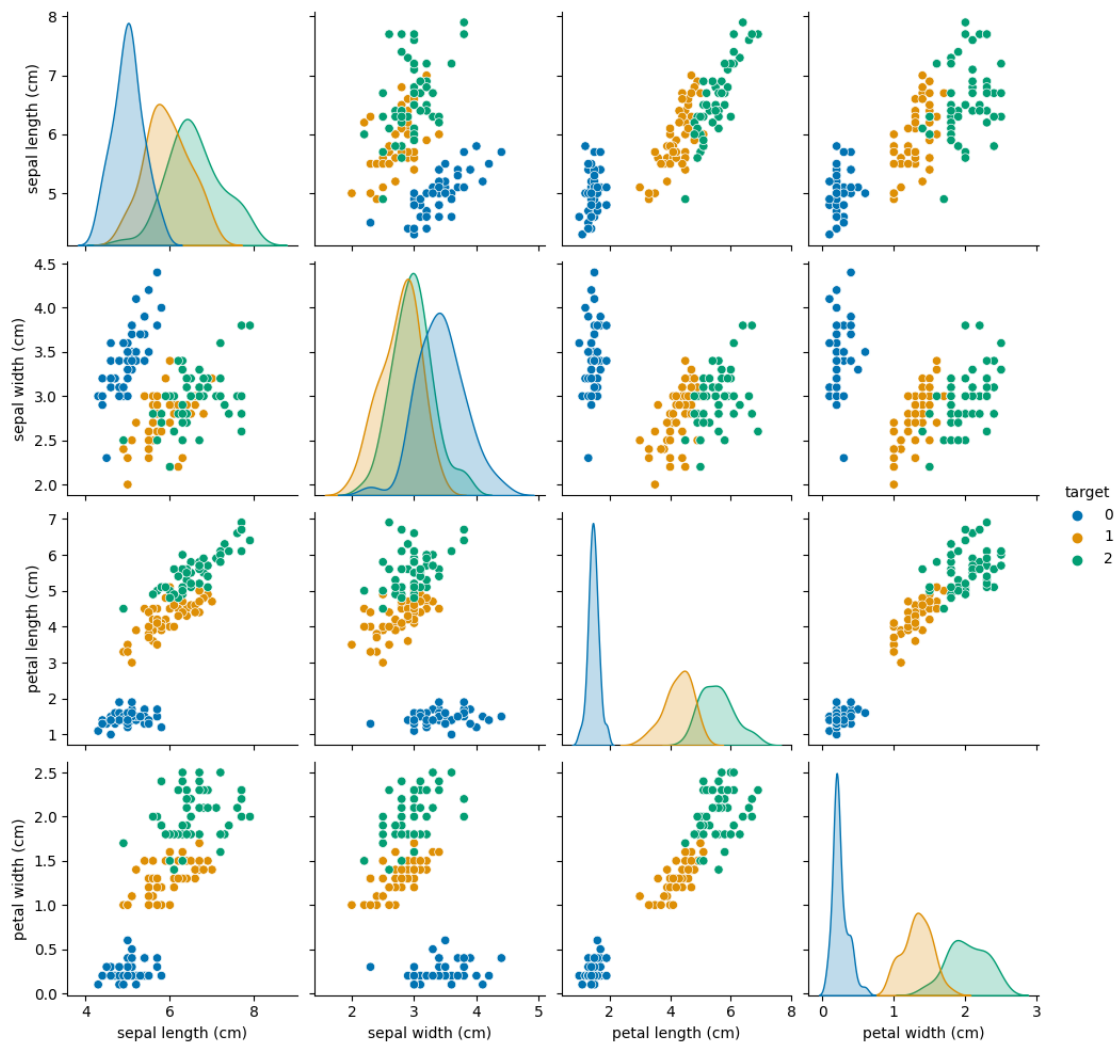 8
7
6
5
sepal length (cm)
4.5
4.0
3.5
3.0
2.5
2.0
sepal width (cm)
7
6
5
4
3
2
1
petal length (cm)
2.5
2.0
1.5
1.0
0.5
0.0
petal width (cm)
4 6 8
sepal length (cm)
2 3 4 5
sepal width (cm)
2 4 6 8
petal length (cm)
0 1 2 3
petal width (cm)
target
0
1
2